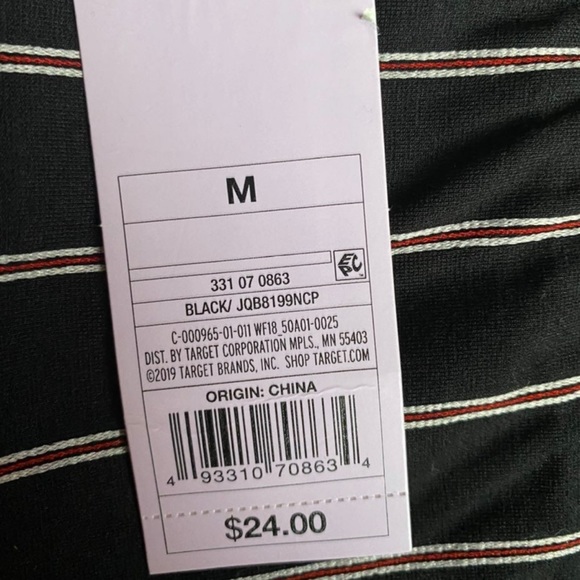 M
EPC
331 07 0863
BLACK/ JQB8199NCP
C-000965-01-011 WF18_50A01-0025
DIST. BY TARGET CORPORATION MPLS., MN 55403
©2019 TARGET BRANDS, INC. SHOP TARGET.COM
ORIGIN: CHINA
4 93310 70863 4
$24.00